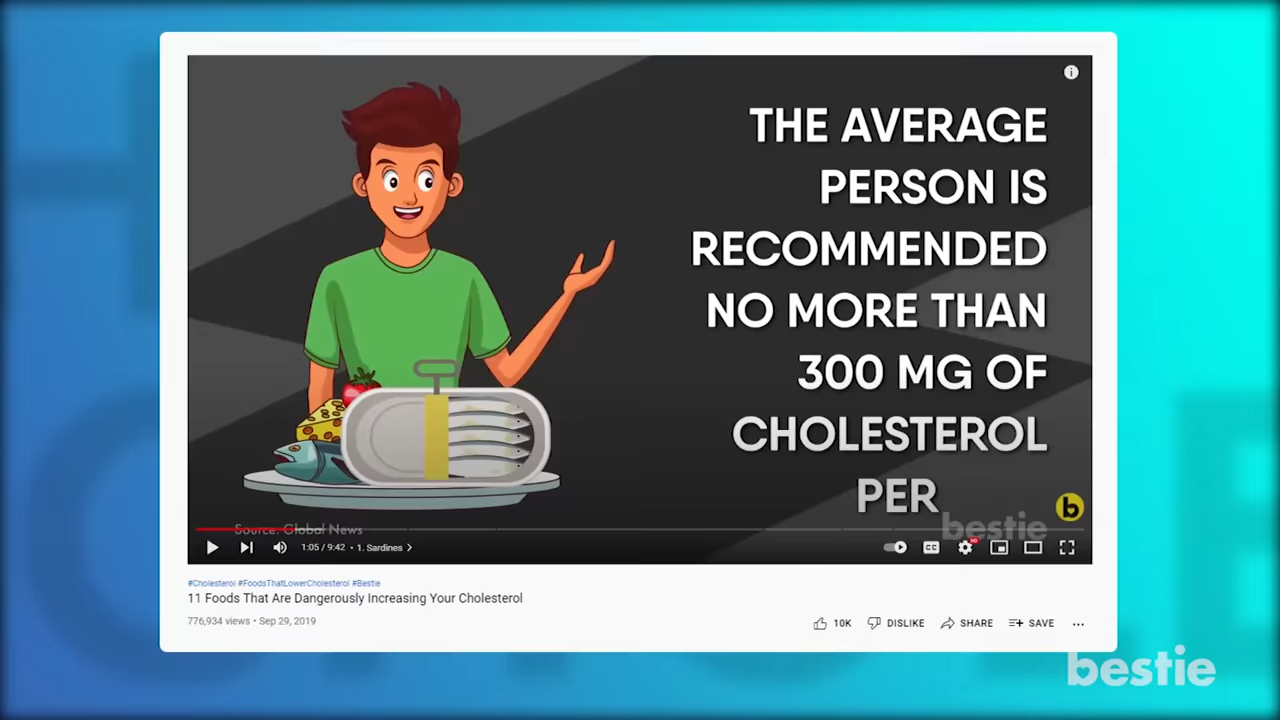 THE AVERAGE
PERSON IS
RECOMMENDED
NO MORE THAN
300 MG OF
CHOLESTEROL
PER
b
Source: Global News
bestie
1:05 / 9:42 • 1. Sardines
CC
HD
#Cholesterol #FoodsThatLowerCholesterol #Bestie
11 Foods That Are Dangerously Increasing Your Cholesterol
776,934 views • Sep 29, 2019
10K DISLIKE SHARE SAVE
bestie